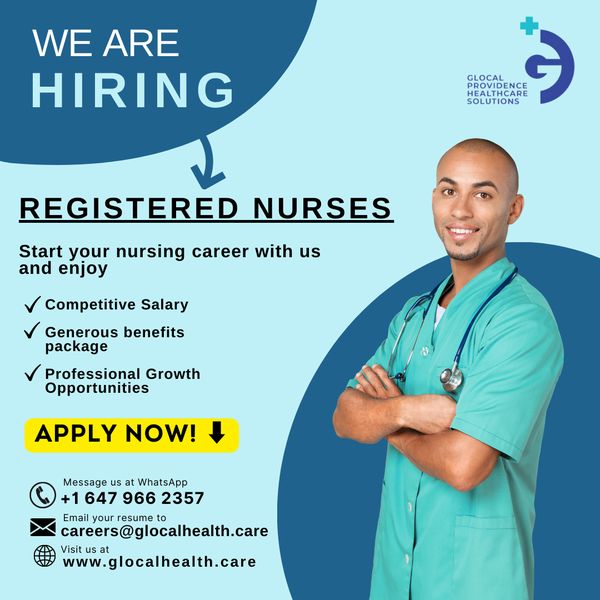 WE ARE
HIRING
GLOCAL
PROVIDENCE
HEALTHCARE
SOLUTIONS
REGISTERED NURSES
Start your nursing career with us
and enjoy
Competitive Salary
Generous benefits
package
Professional Growth
Opportunities
APPLY NOW!
Message us at WhatsApp
+1 647 966 2357
Email your resume to
careers@glocalhealth.care
Visit us at
www.glocalhealth.care